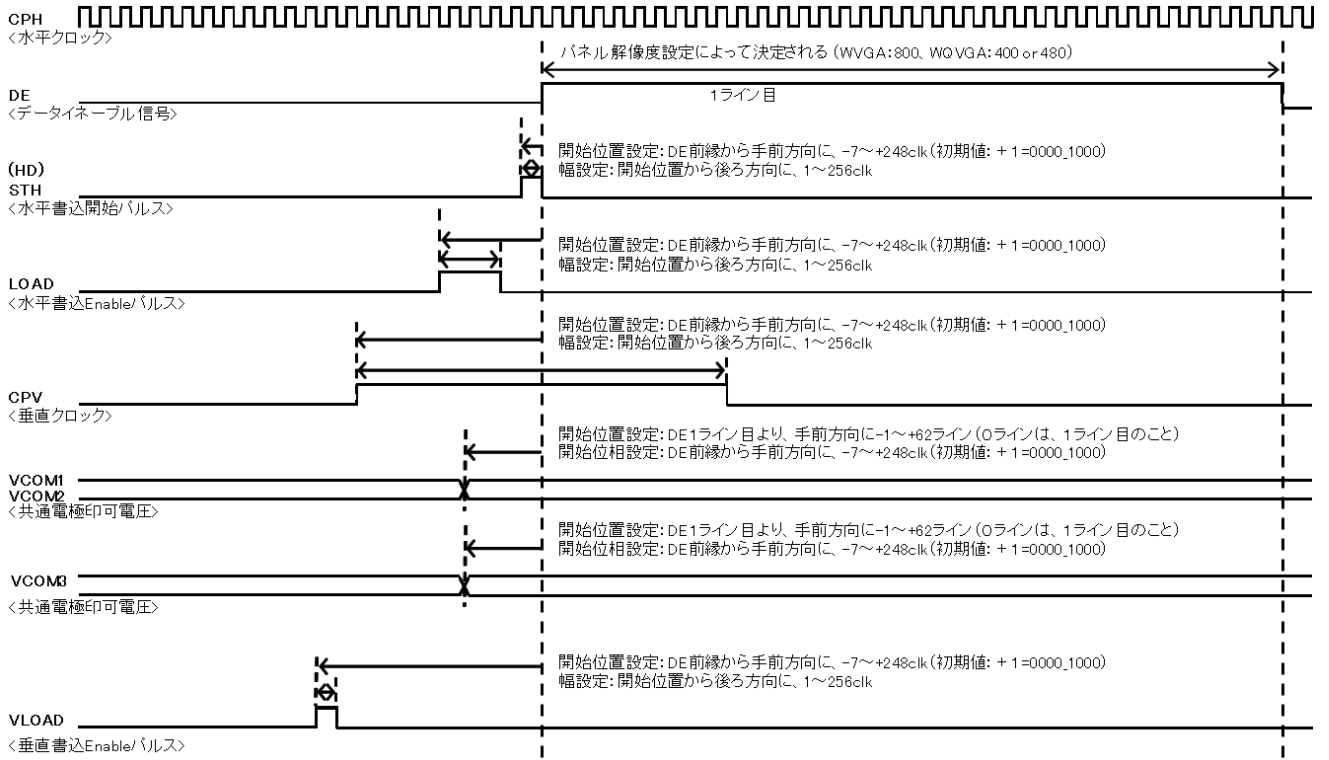 CPH
〈水平クロック〉
パネル解像度設定によって決定される（WVGA：800、WQVGA：400 or 480）
DE
〈データイネーブル信号〉
1ライン目
(HD)
STH
〈水平書込開始パルス〉
開始位置設定：DE前縁から手前方向に、-7～+248clk（初期値：＋1=0000_1000）
幅設定：開始位置から後ろ方向に、1～256clk
LOAD
〈水平書込Enableパルス〉
開始位置設定：DE前縁から手前方向に、-7～+248clk（初期値：＋1=0000_1000）
幅設定：開始位置から後ろ方向に、1～256clk
CPV
〈垂直クロック〉
開始位置設定：DE前縁から手前方向に、-7～+248clk（初期値：＋1=0000_1000）
幅設定：開始位置から後ろ方向に、1～256clk
VCOM1
VCOM2
〈共通電極印可電圧〉
開始位置設定：DE1ライン目より、手前方向に-1～+62ライン（0ラインは、1ライン目のこと）
開始位相設定：DE前縁から手前方向に、-7～+248clk（初期値：＋1=0000_1000）
VCOM3
〈共通電極印可電圧〉
開始位置設定：DE1ライン目より、手前方向に-1～+62ライン（0ラインは、1ライン目のこと）
開始位相設定：DE前縁から手前方向に、-7～+248clk（初期値：＋1=0000_1000）
VLOAD
〈垂直書込Enableパルス〉
開始位置設定：DE前縁から手前方向に、-7～+248clk（初期値：＋1=0000_1000）
幅設定：開始位置から後ろ方向に、1～256clk